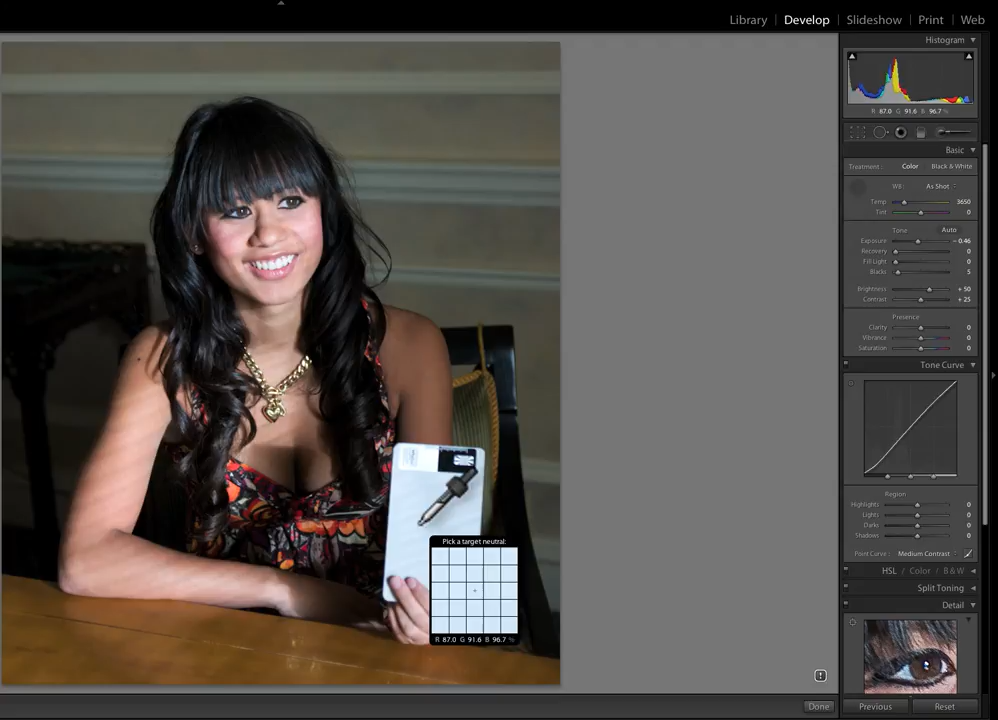 Library | Develop | Slideshow | Print | Web
Histogram
R 87.0 G 91.6 B 96.7 %
Basic
Treatment: Color Black & White
WB: As Shot
Temp 3650
Tint 0
Tone Auto
Exposure - 0.46
Recovery 0
Fill Light 0
Blacks 5
Brightness + 50
Contrast + 25
Presence
Clarity 0
Vibrance 0
Saturation 0
Tone Curve
Region
Highlights 0
Lights 0
Darks 0
Shadows 0
Point Curve: Medium Contrast
HSL / Color / B & W
Split Toning
Detail
Pick a target neutral:
R 87.0 G 91.6 B 96.7 %
Done
Previous Reset